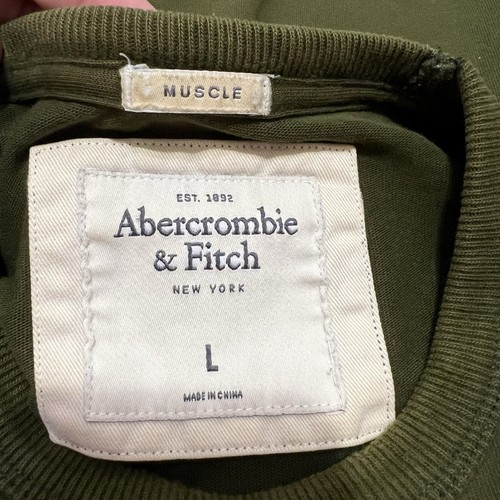 MUSCLE
EST. 1892
Abercrombie
& Fitch
NEW YORK
L
MADE IN CHINA